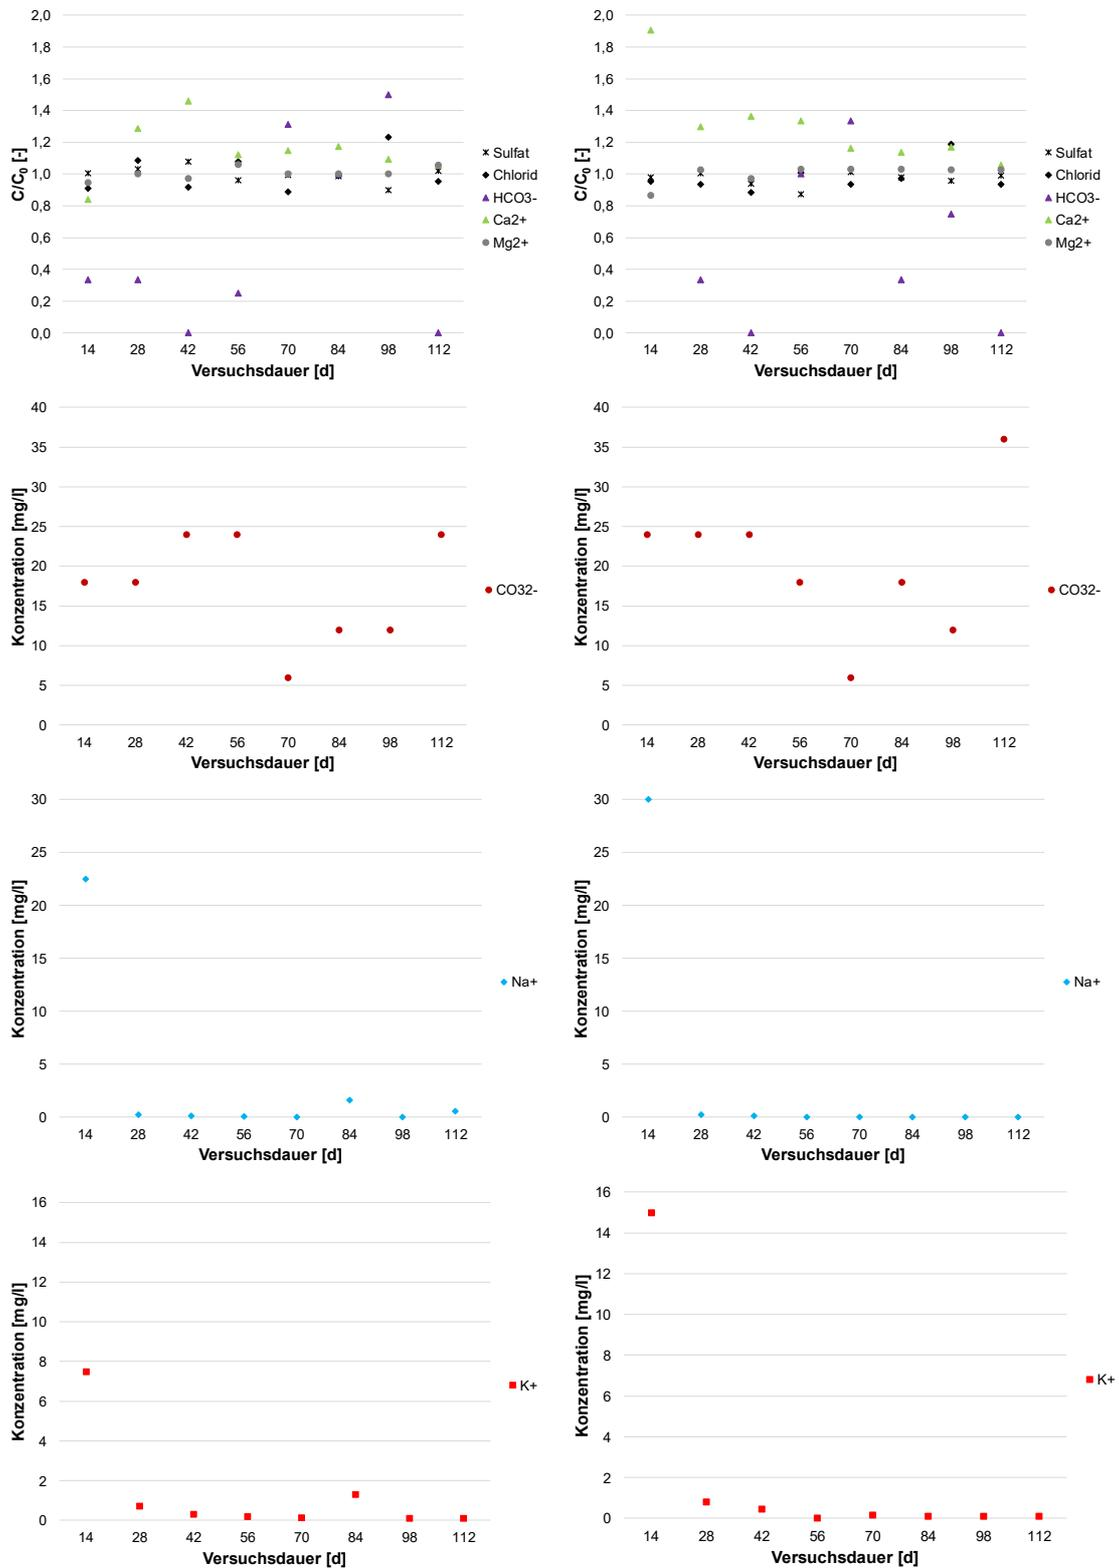 2,0
1,8
1,6
1,4
1,2
1,0
0,8
0,6
0,4
0,2
0,0
C/C0 [-]
14 28 42 56 70 84 98 112
Versuchsdauer [d]
Sulfat
Chlorid
HCO3-
Ca2+
Mg2+
2,0
1,8
1,6
1,4
1,2
1,0
0,8
0,6
0,4
0,2
0,0
C/C0 [-]
14 28 42 56 70 84 98 112
Versuchsdauer [d]
Sulfat
Chlorid
HCO3-
Ca2+
Mg2+
40
35
30
25
20
15
10
5
0
Konzentration [mg/l]
14 28 42 56 70 84 98 112
Versuchsdauer [d]
CO32-
40
35
30
25
20
15
10
5
0
Konzentration [mg/l]
14 28 42 56 70 84 98 112
Versuchsdauer [d]
CO32-
30
25
20
15
10
5
0
Konzentration [mg/l]
14 28 42 56 70 84 98 112
Versuchsdauer [d]
Na+
30
25
20
15
10
5
0
Konzentration [mg/l]
14 28 42 56 70 84 98 112
Versuchsdauer [d]
Na+
16
14
12
10
8
6
4
2
0
Konzentration [mg/l]
14 28 42 56 70 84 98 112
Versuchsdauer [d]
K+
16
14
12
10
8
6
4
2
0
Konzentration [mg/l]
14 28 42 56 70 84 98 112
Versuchsdauer [d]
K+